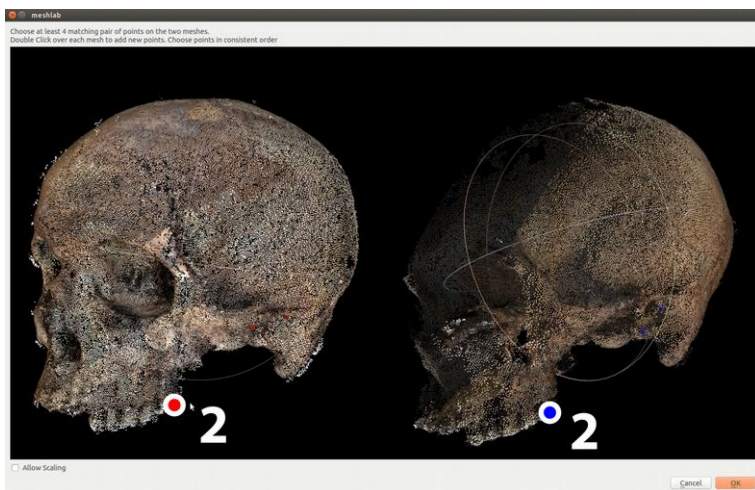 meshlab
Choose at least 4 matching pair of points on the two meshes.
Double Click over each mesh to add new points. Choose points in consistent order
2
2
Allow Scaling
Cancel
OK